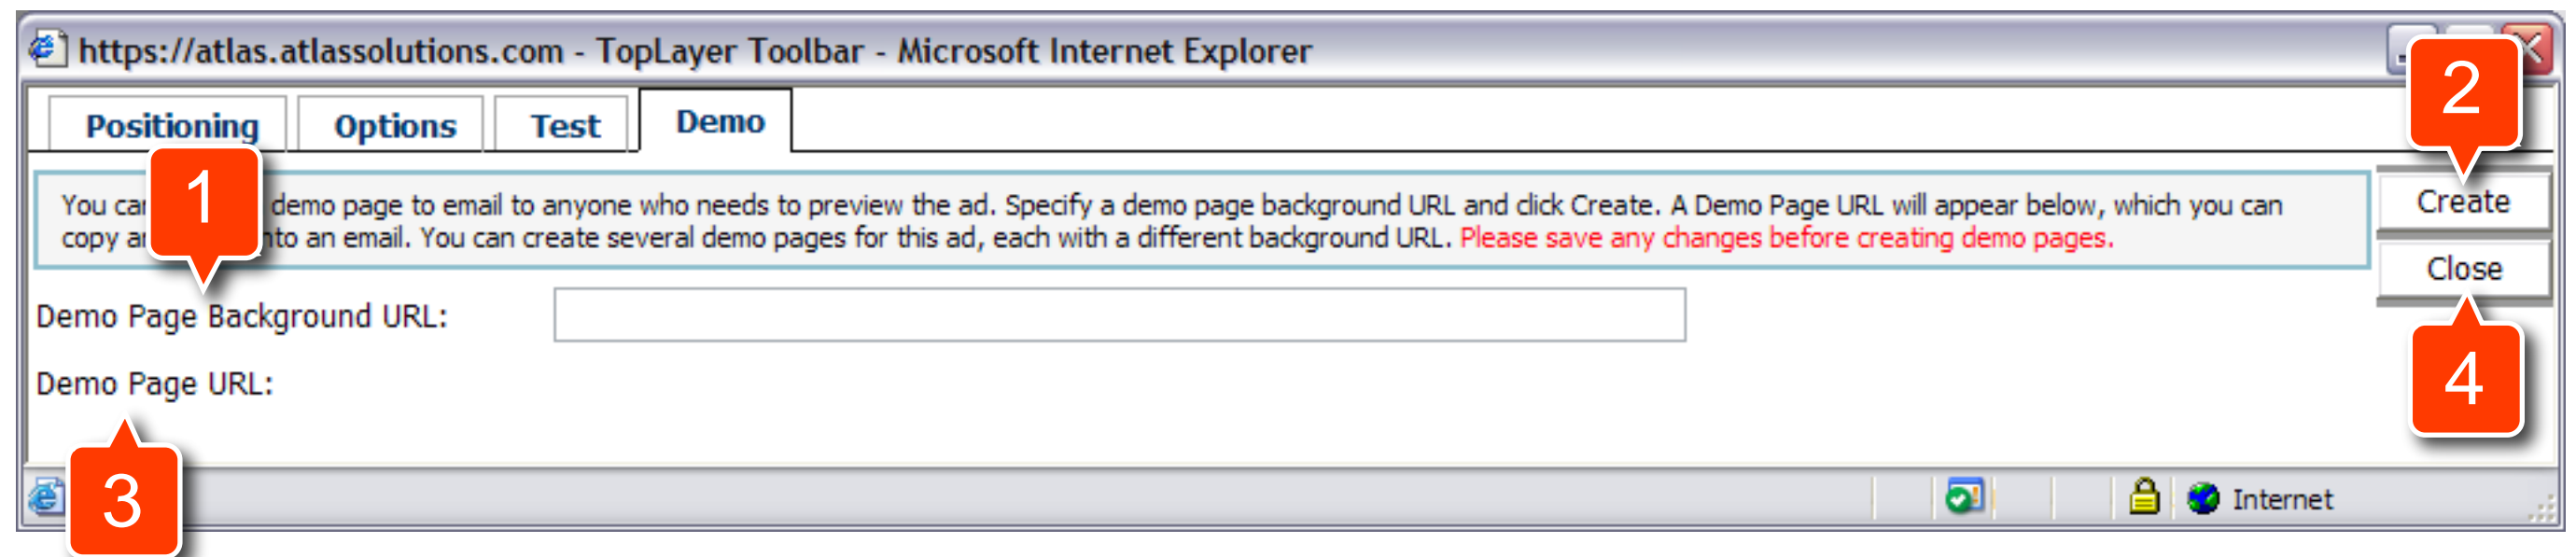 https://atlas.atlassolutions.com - TopLayer Toolbar - Microsoft Internet Explorer
2
Positioning Options Test Demo
1
You can demo page to email to anyone who needs to preview the ad. Specify a demo page background URL and click Create. A Demo Page URL will appear below, which you can
copy an into an email. You can create several demo pages for this ad, each with a different background URL. Please save any changes before creating demo pages.
Create
Close
Demo Page Background URL:
Demo Page URL:
4
3
Internet